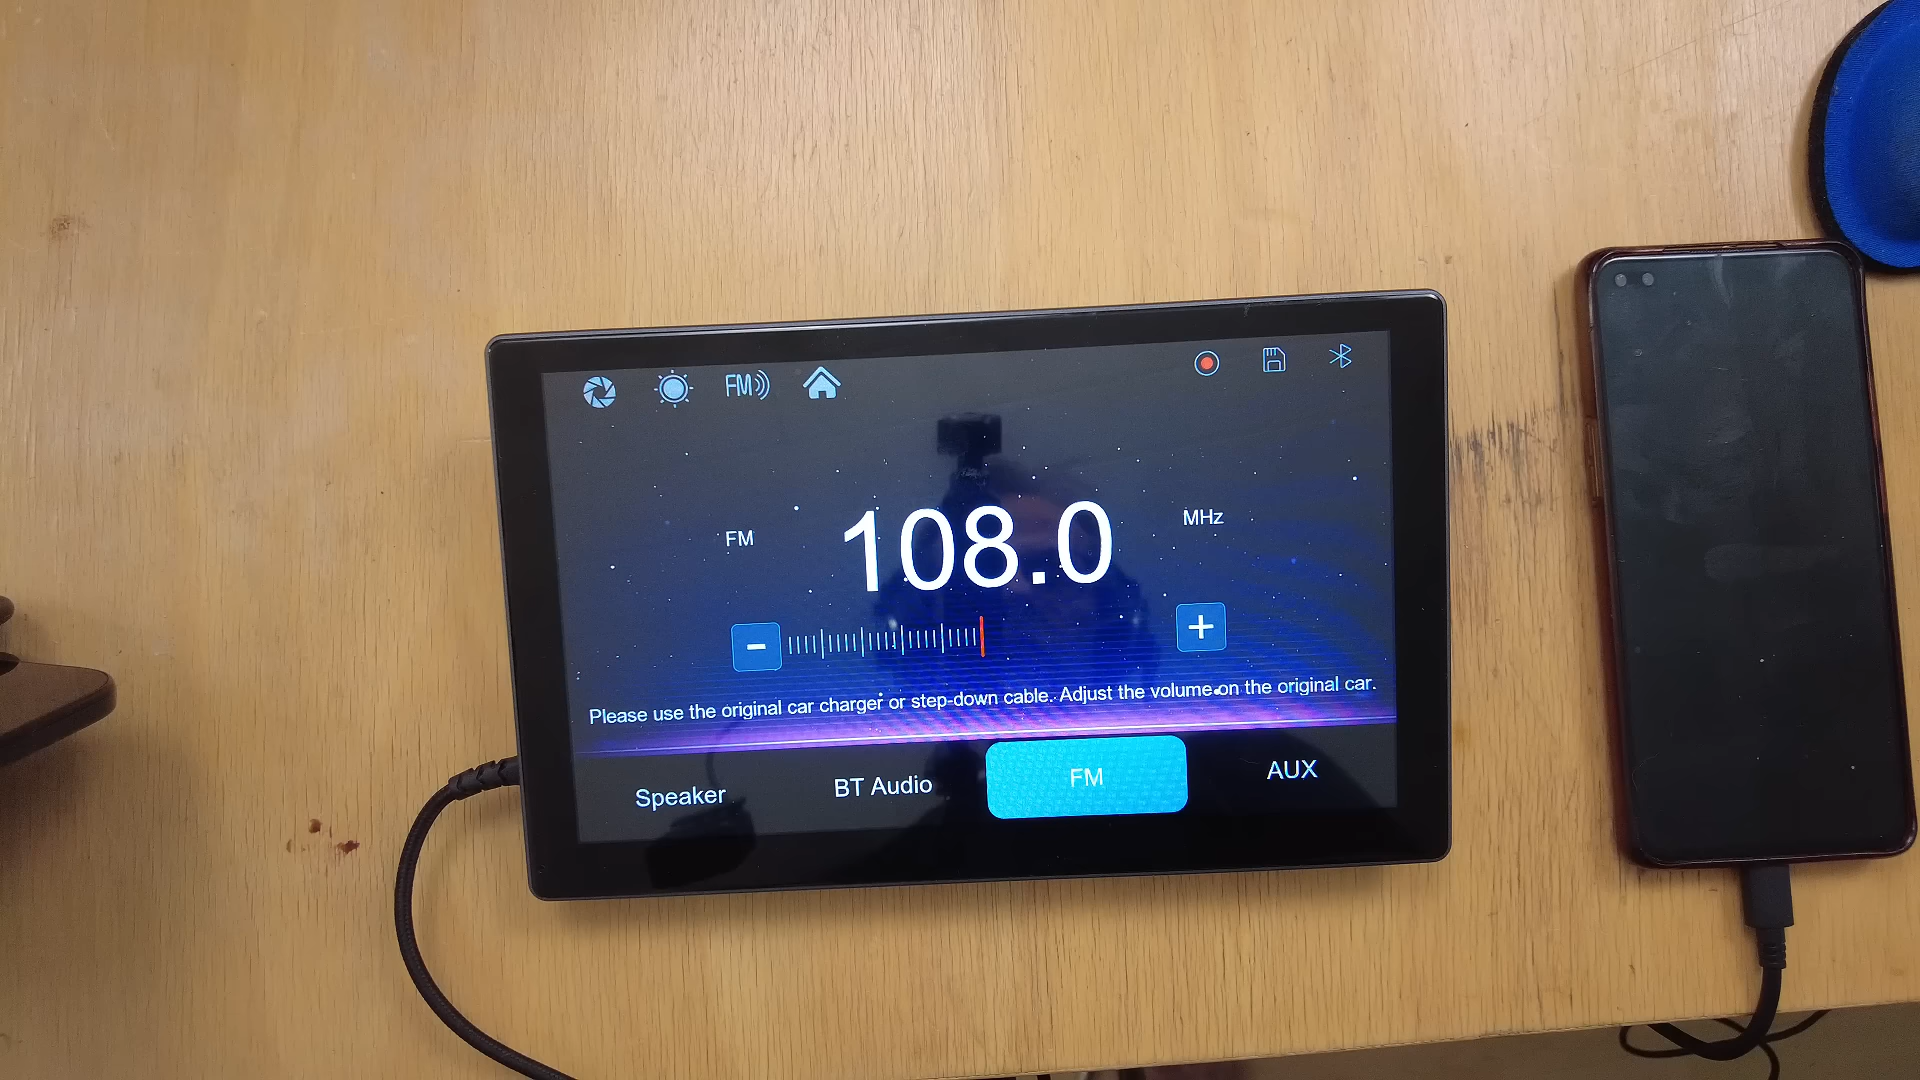 FM
FM 108.0 MHz
- +
Please use the original car charger or step-down cable. Adjust the volume on the original car.
Speaker BT Audio FM AUX